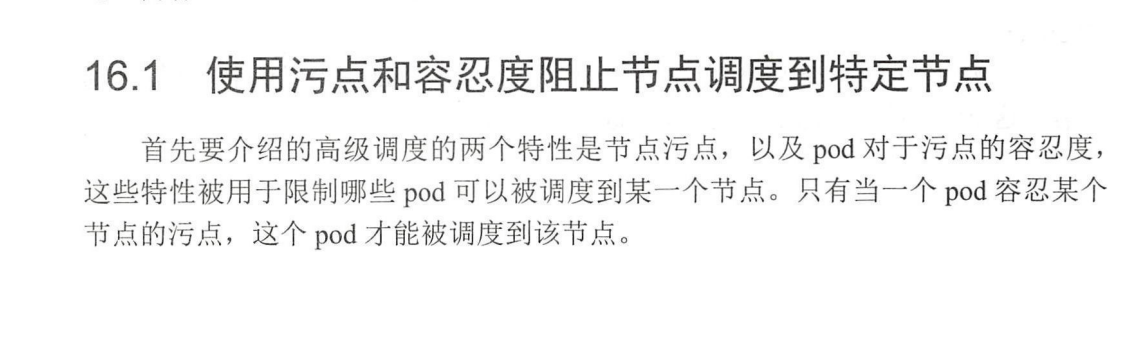 16.1 使用污点和容忍度阻止节点调度到特定节点
首先要介绍的高级调度的两个特性是节点污点，以及 pod 对于污点的容忍度，
这些特性被用于限制哪些 pod 可以被调度到某一个节点。只有当一个 pod 容忍某个
节点的污点，这个 pod 才能被调度到该节点。